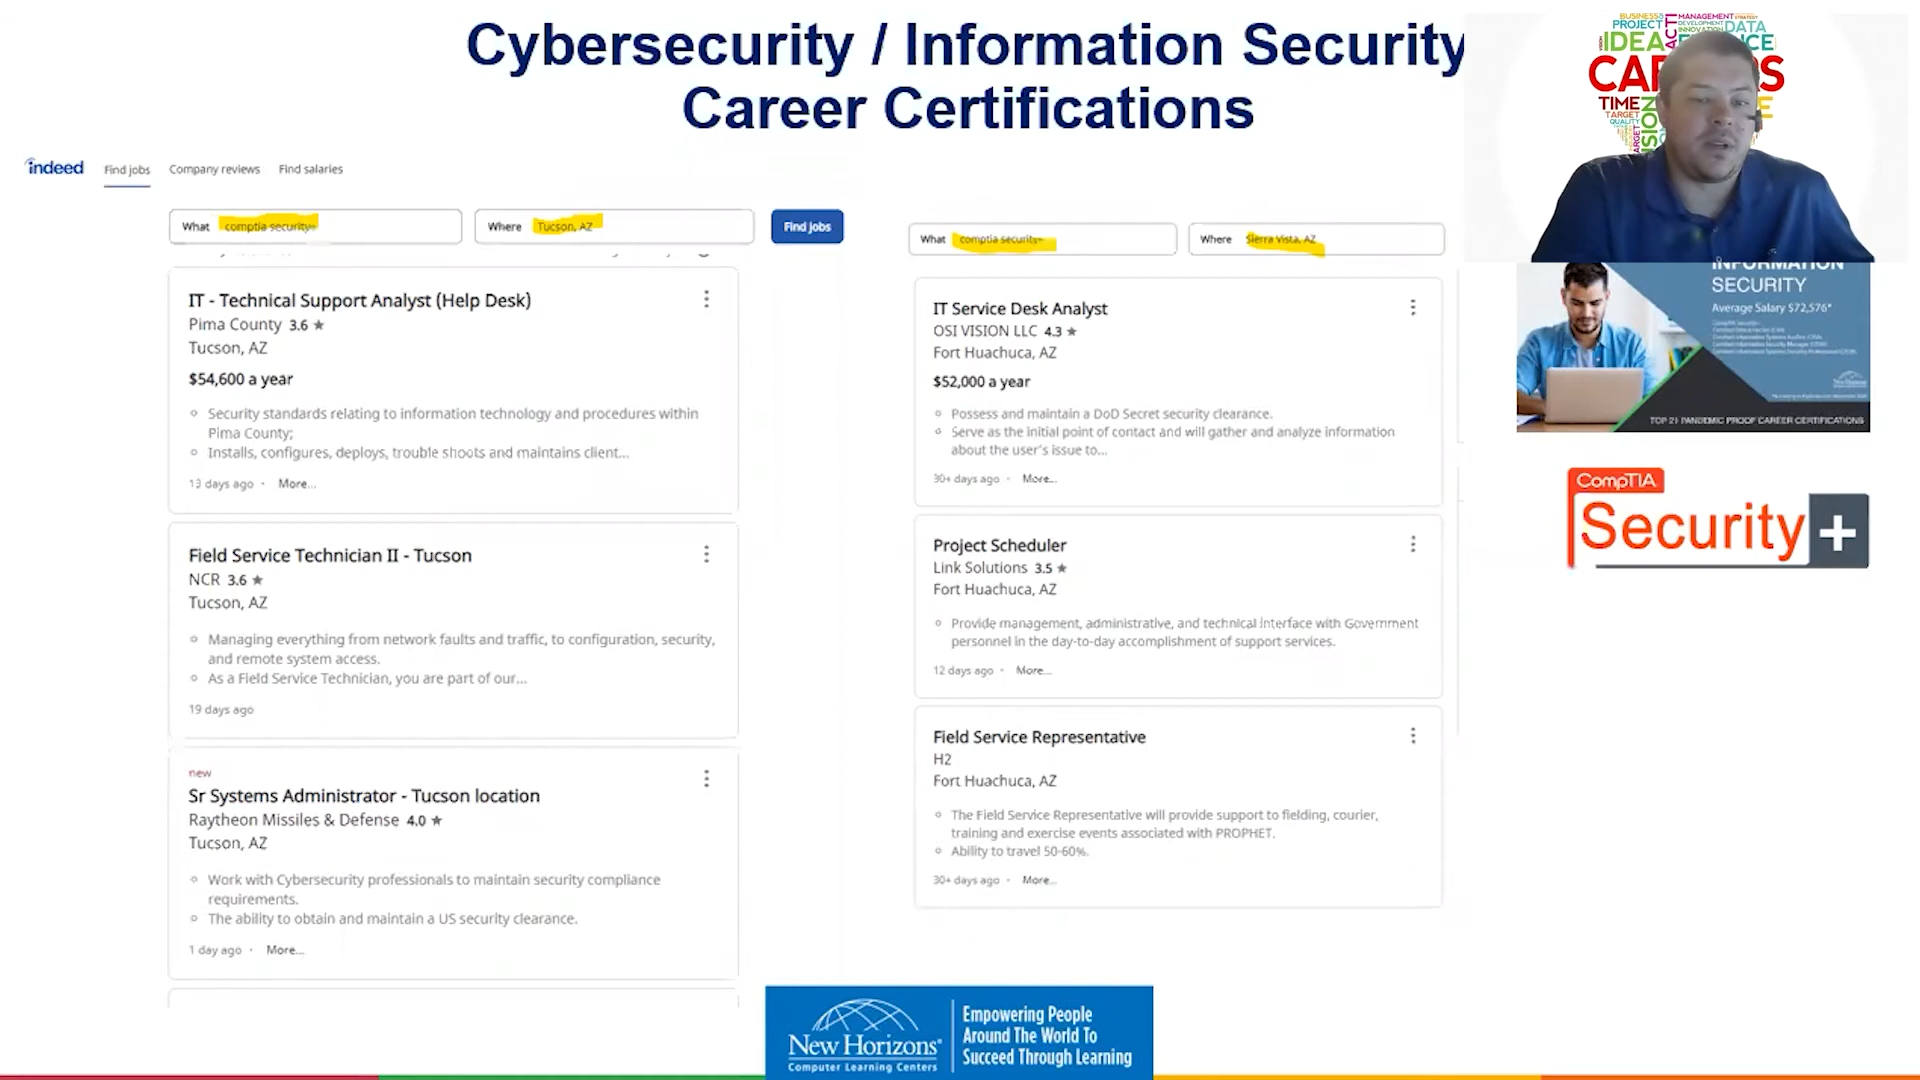 Cybersecurity / Information Security
Career Certifications
indeed
Find jobs
Company reviews
Find salaries
What
comptia security+
Where
Tucson, AZ
Find jobs
IT - Technical Support Analyst (Help Desk)
Pima County 3.6 ★
Tucson, AZ
$54,600 a year
Security standards relating to information technology and procedures within
Pima County;
Installs, configures, deploys, trouble shoots and maintains client...
13 days ago · More...
Field Service Technician II - Tucson
NCR 3.6 ★
Tucson, AZ
Managing everything from network faults and traffic, to configuration, security,
and remote system access.
As a Field Service Technician, you are part of our...
19 days ago
new
Sr Systems Administrator - Tucson location
Raytheon Missiles & Defense 4.0 ★
Tucson, AZ
Work with Cybersecurity professionals to maintain security compliance
requirements.
The ability to obtain and maintain a US security clearance.
1 day ago · More...
What
comptia security+
Where
Sierra Vista, AZ
IT Service Desk Analyst
OSI VISION LLC 4.3 ★
Fort Huachuca, AZ
$52,000 a year
Possess and maintain a DoD Secret security clearance.
Serve as the initial point of contact and will gather and analyze information
about the user's issue to...
30+ days ago · More...
Project Scheduler
Link Solutions 3.5 ★
Fort Huachuca, AZ
Provide management, administrative, and technical interface with Government
personnel in the day-to-day accomplishment of support services.
12 days ago · More...
Field Service Representative
H2
Fort Huachuca, AZ
The Field Service Representative will provide support to fielding, courier,
training and exercise events associated with PROPHET.
Ability to travel 50-60%.
30+ days ago · More...
BUSINESS
MANAGEMENT
PROJECT
DEVELOPMENT
DATA
IDEA
TIME
TARGET
QUALITY
INFORMATION
SECURITY
Average Salary $72,576*
New Horizons
TOP 21 PANDEMIC PROOF CAREER CERTIFICATIONS
CompTIA
Security+
New Horizons®
Computer Learning Centers
Empowering People
Around The World To
Succeed Through Learning